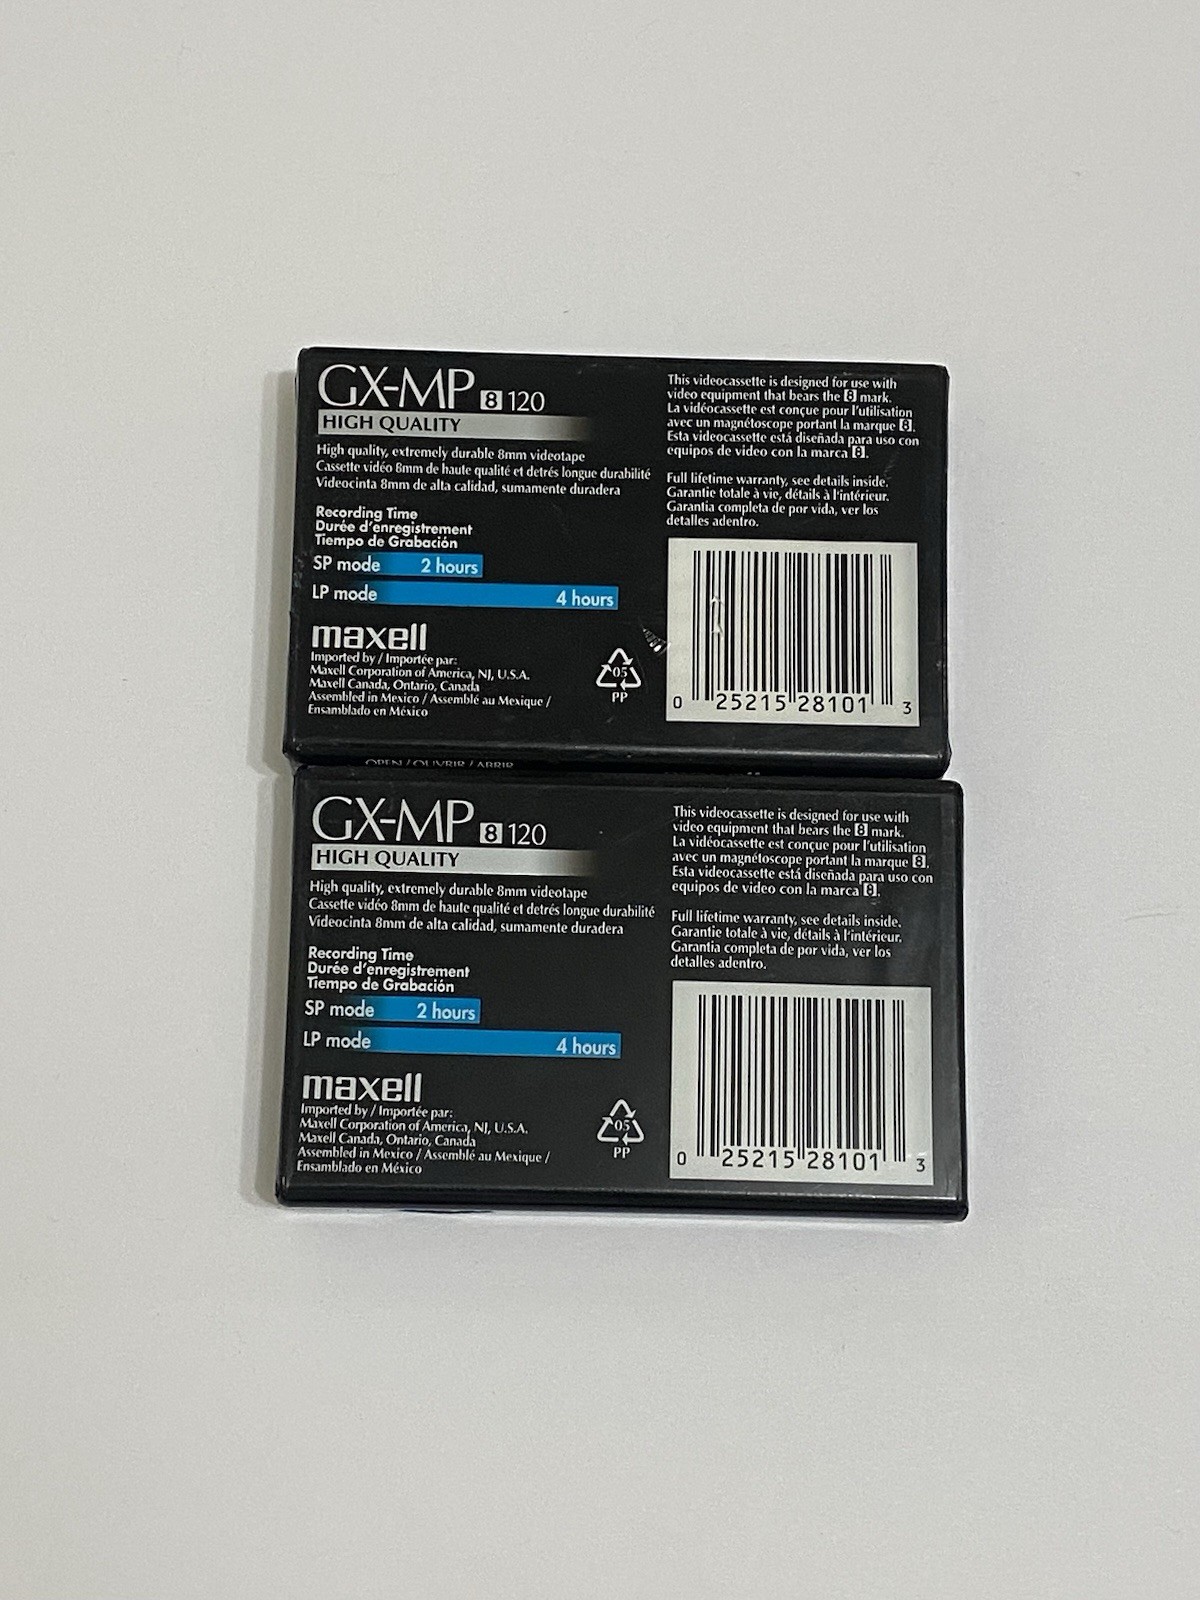 GX-MP 8 120
HIGH QUALITY
High quality, extremely durable 8mm videotape
Cassette vidéo 8mm de haute qualité et detrés longue durabilité
Videocinta 8mm de alta calidad, sumamente duradera
Recording Time
Durée d'enregistrement
Tiempo de Grabación
SP mode 2 hours
LP mode 4 hours
maxell
Imported by / Importée par:
Maxell Corporation of America, NJ, U.S.A.
Maxell Canada, Ontario, Canada
Assembled in Mexico / Assemblé au Mexique /
Ensamblado en México
05
PP
This videocassette is designed for use with
video equipment that bears the 8 mark.
La vidéocassette est conçue pour l'utilisation
avec un magnétoscope portant la marque 8.
Esta videocassette está diseñada para uso con
equipos de video con la marca 8.
Full lifetime warranty, see details inside.
Garantie totale à vie, détails à l'intérieur.
Garantia completa de por vida, ver los
detalles adentro.
0 25215 28101 3
OPEN / OUVRIR / ABRIR
GX-MP 8 120
HIGH QUALITY
High quality, extremely durable 8mm videotape
Cassette vidéo 8mm de haute qualité et detrés longue durabilité
Videocinta 8mm de alta calidad, sumamente duradera
Recording Time
Durée d'enregistrement
Tiempo de Grabación
SP mode 2 hours
LP mode 4 hours
maxell
Imported by / Importée par:
Maxell Corporation of America, NJ, U.S.A.
Maxell Canada, Ontario, Canada
Assembled in Mexico / Assemblé au Mexique /
Ensamblado en México
05
PP
This videocassette is designed for use with
video equipment that bears the 8 mark.
La vidéocassette est conçue pour l'utilisation
avec un magnétoscope portant la marque 8.
Esta videocassette está diseñada para uso con
equipos de video con la marca 8.
Full lifetime warranty, see details inside.
Garantie totale à vie, détails à l'intérieur.
Garantia completa de por vida, ver los
detalles adentro.
0 25215 28101 3